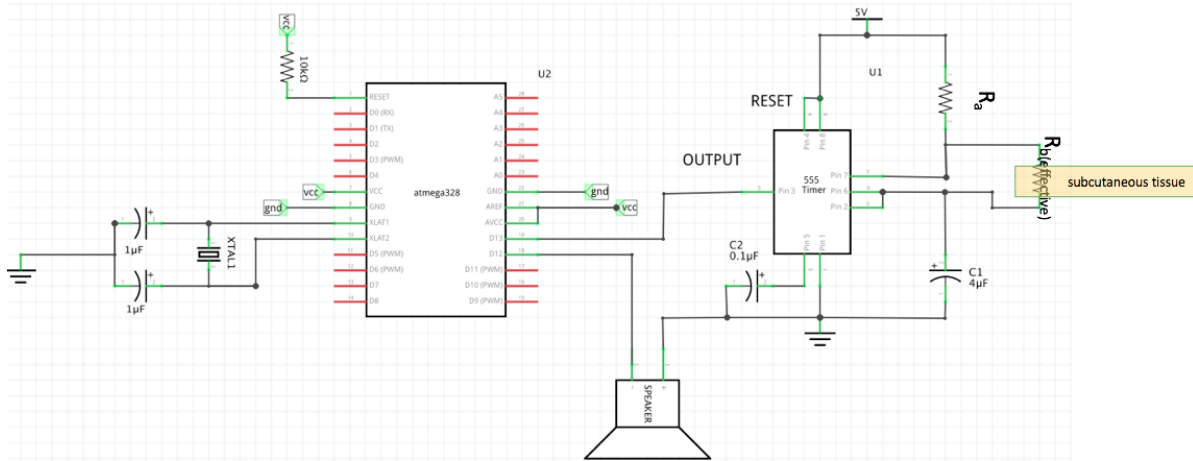 vcc
10kΩ
U2
RESET
D0 (RX)
D1 (TX)
D2
D3 (PWM)
D4
VCC
GND
XLAT1
XLAT2
D5 (PWM)
D6 (PWM)
D7
D8
atmega328
A5
A4
A3
A2
A1
A0
GND
AREF
AVCC
D13
D12
D11 (PWM)
D10 (PWM)
D9 (PWM)
vcc
gnd
gnd
vcc
1µF
1µF
XTAL1
5V
U1
RESET
OUTPUT
Pin 4
Pin 8
Pin 3
555
Timer
Pin 7
Pin 6
Pin 2
Pin 5
Pin 1
Ra
Rb(effective)
subcutaneous tissue
C2
0.1µF
C1
4µF
SPEAKER
-
+